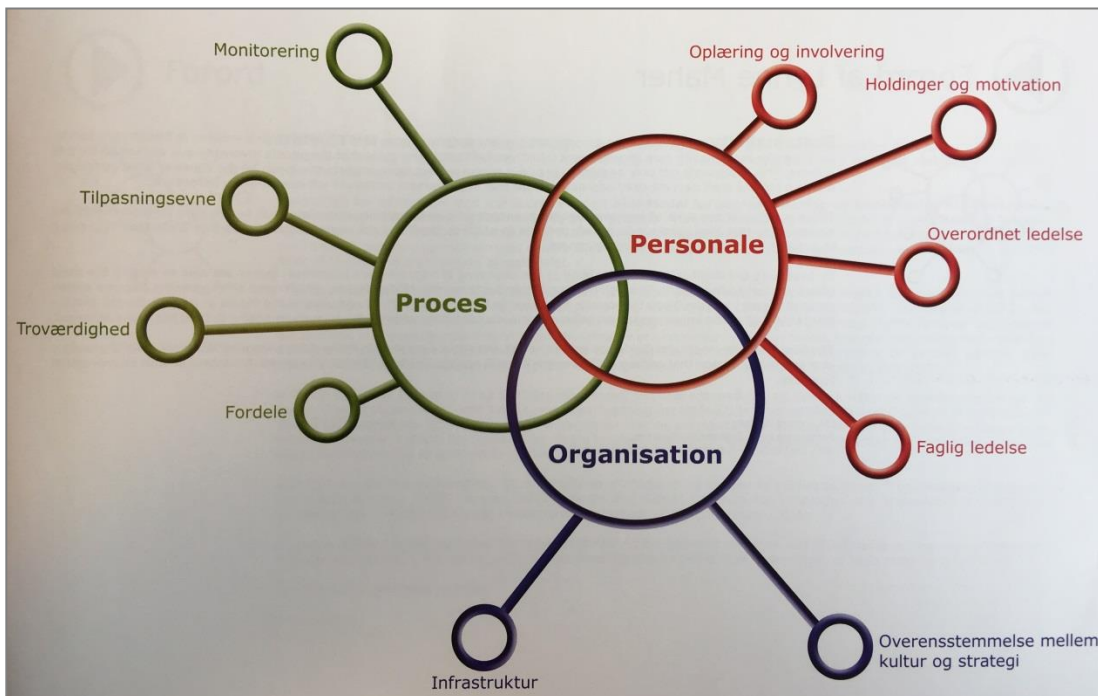 Monitorering
Oplæring og involvering
Holdinger og motivation
Tilpasningsevne
Overordnet ledelse
Personale
Proces
Troværdighed
Fordele
Faglig ledelse
Organisation
Overensstemmelse mellem
kultur og strategi
Infrastruktur